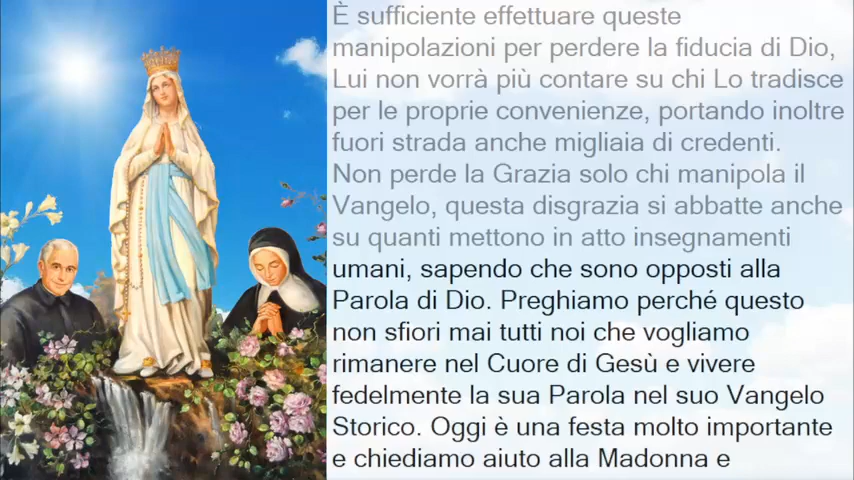 È sufficiente effettuare queste
manipolazioni per perdere la fiducia di Dio,
Lui non vorrà più contare su chi Lo tradisce
per le proprie convenienze, portando inoltre
fuori strada anche migliaia di credenti.
Non perde la Grazia solo chi manipola il
Vangelo, questa disgrazia si abbatte anche
su quanti mettono in atto insegnamenti
umani, sapendo che sono opposti alla
Parola di Dio. Preghiamo perché questo
non sfiori mai tutti noi che vogliamo
rimanere nel Cuore di Gesù e vivere
fedelmente la sua Parola nel suo Vangelo
Storico. Oggi è una festa molto importante
e chiediamo aiuto alla Madonna e